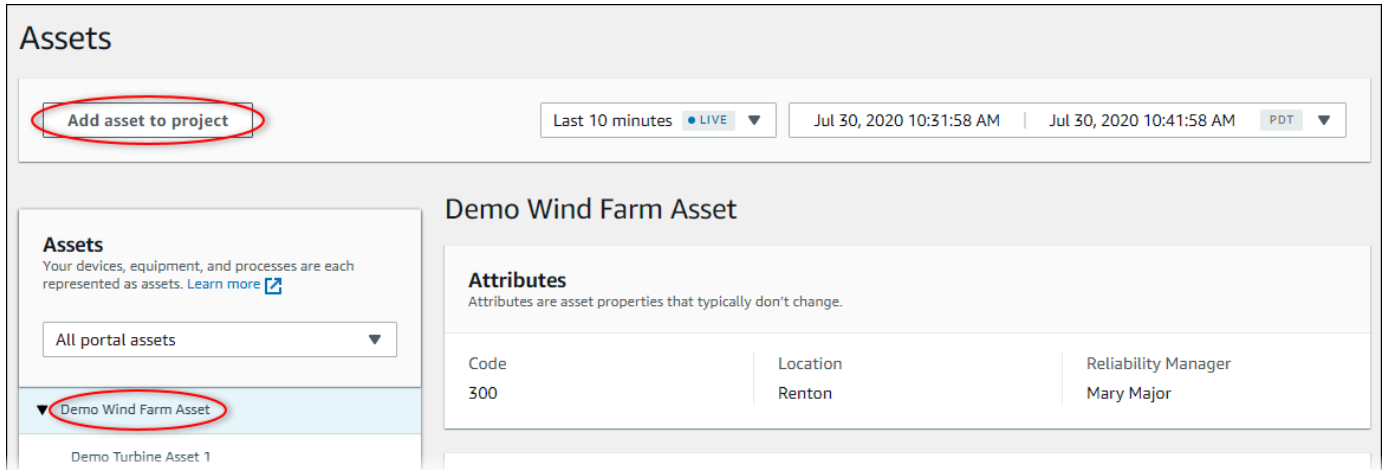 Assets
Add asset to project
Last 10 minutes LIVE
Jul 30, 2020 10:31:58 AM Jul 30, 2020 10:41:58 AM PDT
Assets
Your devices, equipment, and processes are each
represented as assets. Learn more
All portal assets
Demo Wind Farm Asset
Demo Turbine Asset 1
Demo Wind Farm Asset
Attributes
Attributes are asset properties that typically don't change.
Code
300
Location
Renton
Reliability Manager
Mary Major